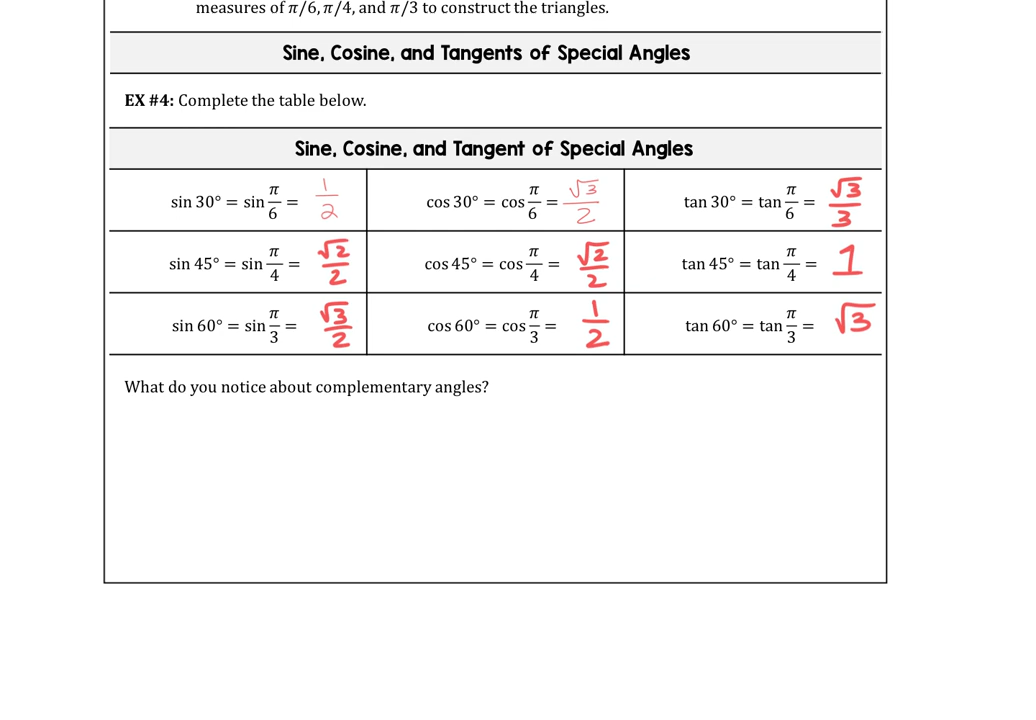 measures of π/6, π/4, and π/3 to construct the triangles.
Sine, Cosine, and Tangents of Special Angles
EX #4: Complete the table below.
Sine, Cosine, and Tangent of Special Angles
sin 30° = sin π/6 = 1/2
cos 30° = cos π/6 = √3/2
tan 30° = tan π/6 = √3/3
sin 45° = sin π/4 = √2/2
cos 45° = cos π/4 = √2/2
tan 45° = tan π/4 = 1
sin 60° = sin π/3 = √3/2
cos 60° = cos π/3 = 1/2
tan 60° = tan π/3 = √3
What do you notice about complementary angles?